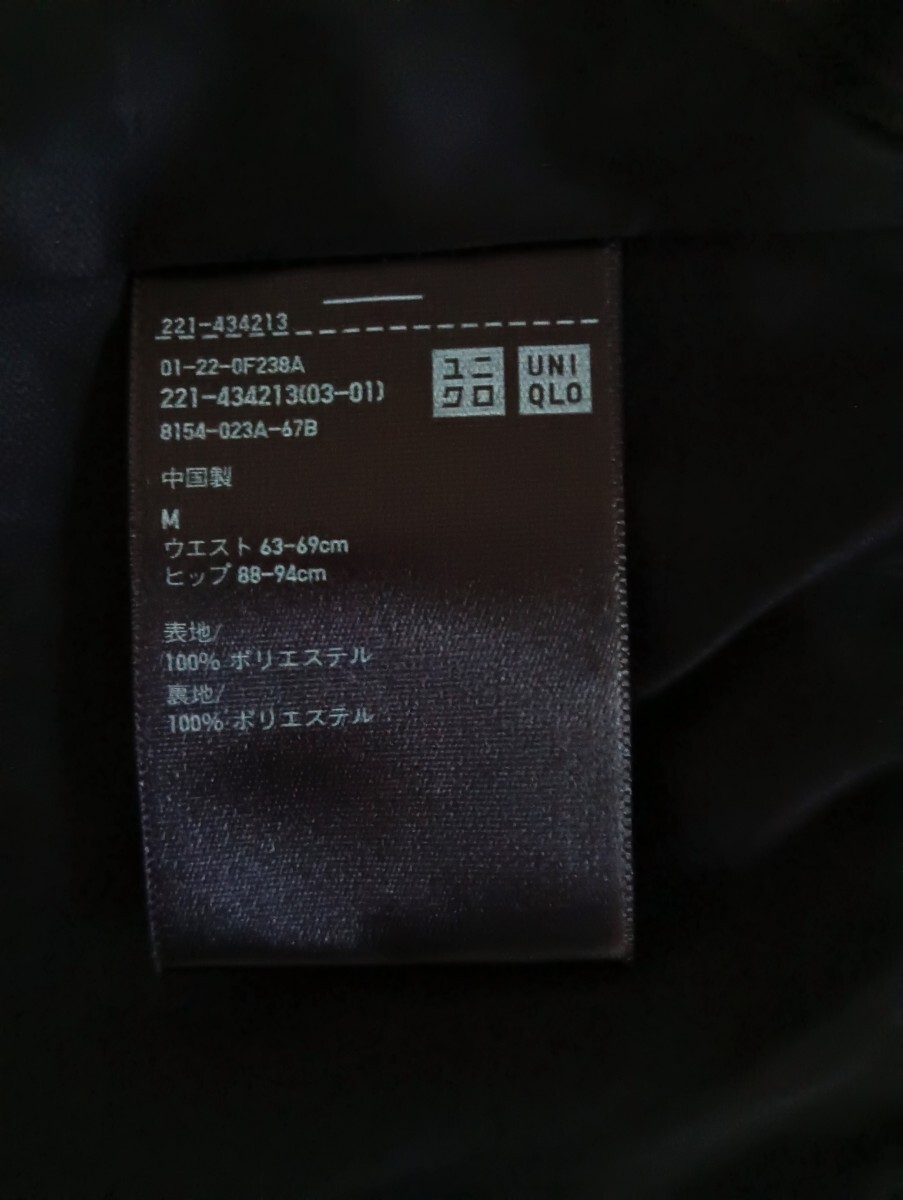 221-434213
01-22-0F238A
221-434213(03-01)
8154-023A-67B
ユニ
クロ
UNI
QLO
中国製
M
ウエスト 63-69cm
ヒップ 88-94cm
表地/
100% ポリエステル
裏地/
100% ポリエステル